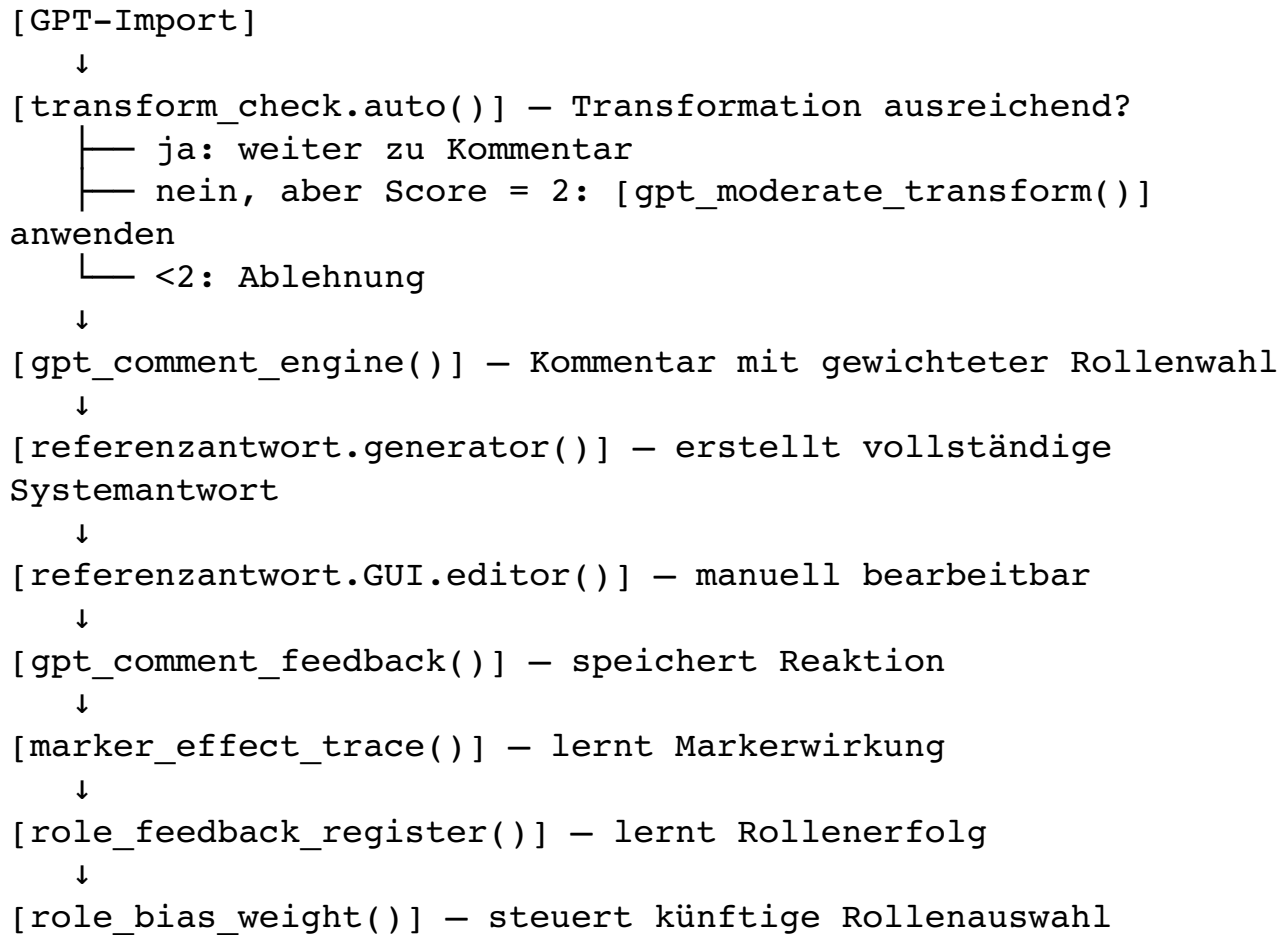 [GPT-Import]
↓
[transform_check.auto()] – Transformation ausreichend?
├── ja: weiter zu Kommentar
├── nein, aber Score = 2: [gpt_moderate_transform()]
anwenden
└── <2: Ablehnung
↓
[gpt_comment_engine()] – Kommentar mit gewichteter Rollenwahl
↓
[referenzantwort.generator()] – erstellt vollständige
Systemantwort
↓
[referenzantwort.GUI.editor()] – manuell bearbeitbar
↓
[gpt_comment_feedback()] – speichert Reaktion
↓
[marker_effect_trace()] – lernt Markerwirkung
↓
[role_feedback_register()] – lernt Rollenerfolg
↓
[role_bias_weight()] – steuert künftige Rollenauswahl